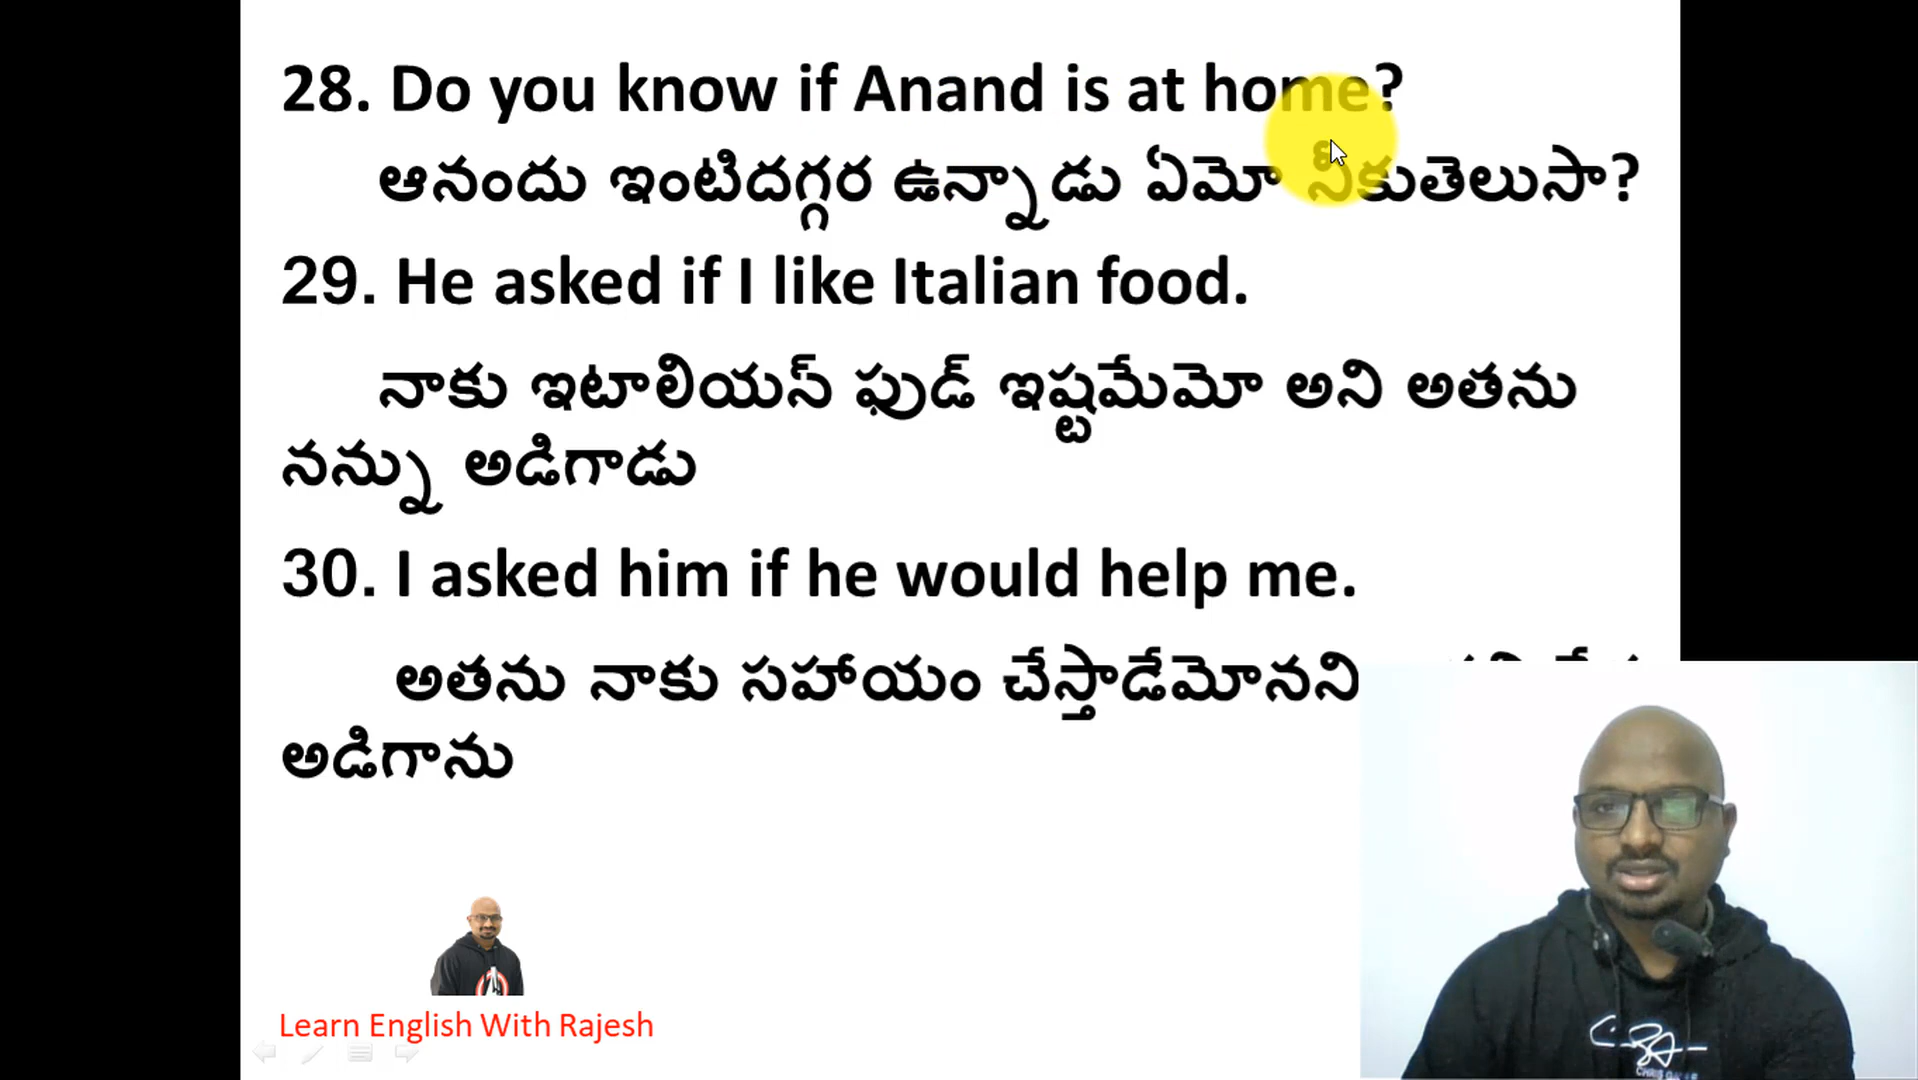 28. Do you know if Anand is at home?
ఆనందు ఇంటిదగ్గర ఉన్నాడు ఏమో నీకుతెలుసా?
29. He asked if I like Italian food.
నాకు ఇటాలియస్ ఫుడ్ ఇష్టమేమో అని అతను
నన్ను అడిగాడు
30. I asked him if he would help me.
అతను నాకు సహాయం చేస్తాడేమోనని
అడిగాను
Learn English With Rajesh